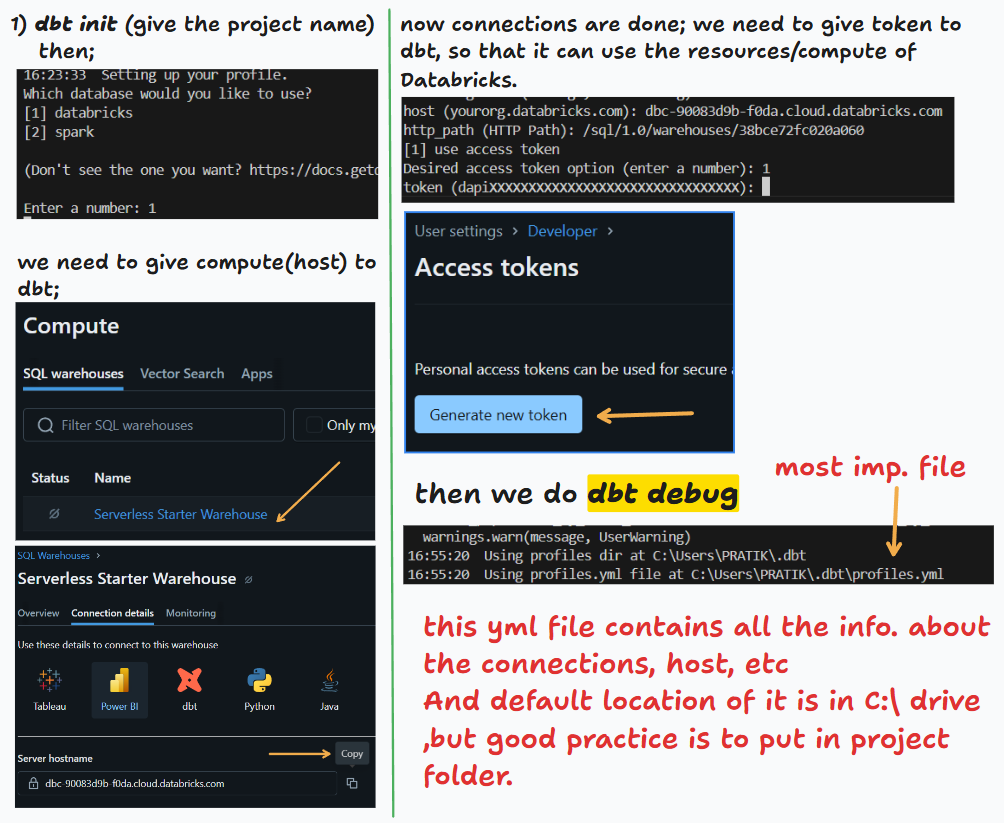 1) dbt init (give the project name)
then;
16:23:33  Setting up your profile.
Which database would you like to use?
[1] databricks
[2] spark
(Don't see the one you want? https://docs.getd
Enter a number: 1
we need to give compute(host) to
dbt;
Compute
SQL warehouses Vector Search Apps
Filter SQL warehouses Only my
Status Name
Serverless Starter Warehouse
SQL Warehouses >
Serverless Starter Warehouse
Overview Connection details Monitoring
Use these details to connect to this warehouse
Tableau Power BI dbt Python Java
Copy
Server hostname
dbc-90083d9b-f0da.cloud.databricks.com
now connections are done; we need to give token to
dbt, so that it can use the resources/compute of
Databricks.
host (yourorg.databricks.com): dbc-90083d9b-f0da.cloud.databricks.com
http_path (HTTP Path): /sql/1.0/warehouses/38bce72fc020a060
[1] use access token
Desired access token option (enter a number): 1
token (dapiXXXXXXXXXXXXXXXXXXXXXXXXXXXXXXXX):
User settings > Developer >
Access tokens
Personal access tokens can be used for secure
Generate new token
most imp. file
then we do dbt debug
warnings.warn(message, UserWarning)
16:55:20  Using profiles dir at C:\Users\PRATIK\.dbt
16:55:20  Using profiles.yml file at C:\Users\PRATIK\.dbt\profiles.yml
this yml file contains all the info. about
the connections, host, etc
And default location of it is in C:\ drive
,but good practice is to put in project
folder.